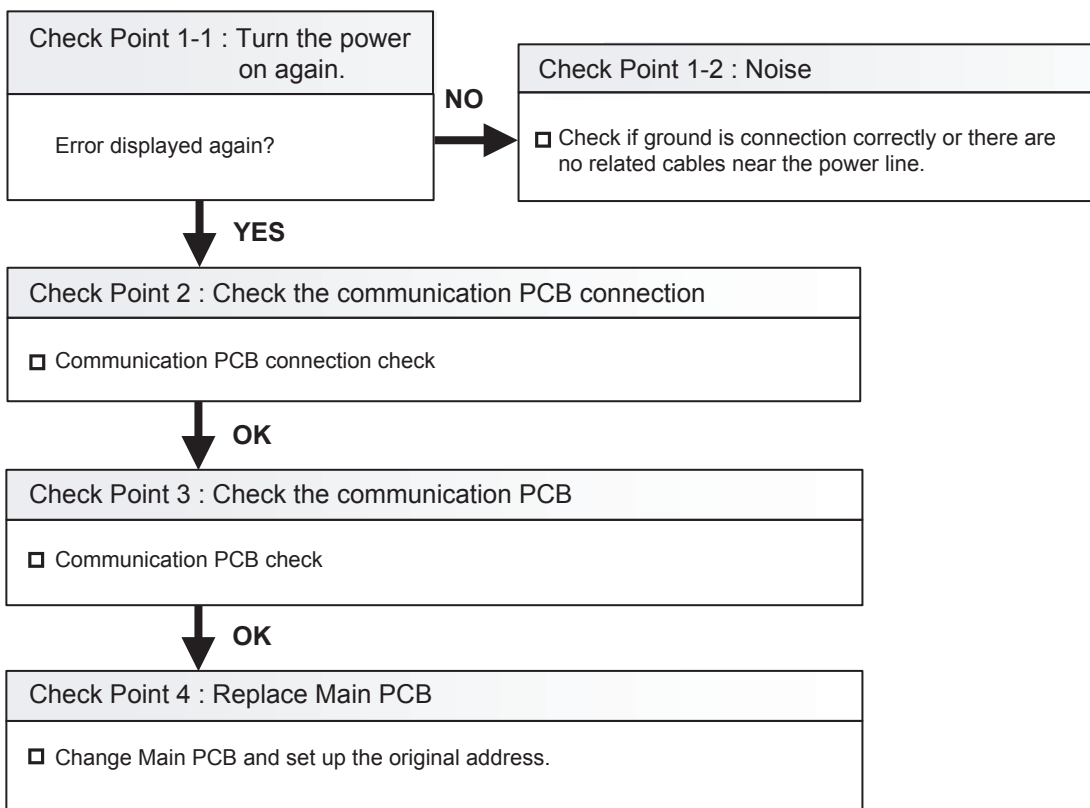 Check Point 1-1 : Turn the power
on again.
Error displayed again?
NO
Check Point 1-2 : Noise
Check if ground is connection correctly or there are
no related cables near the power line.
YES
Check Point 2 : Check the communication PCB connection
Communication PCB connection check
OK
Check Point 3 : Check the communication PCB
Communication PCB check
OK
Check Point 4 : Replace Main PCB
Change Main PCB and set up the original address.